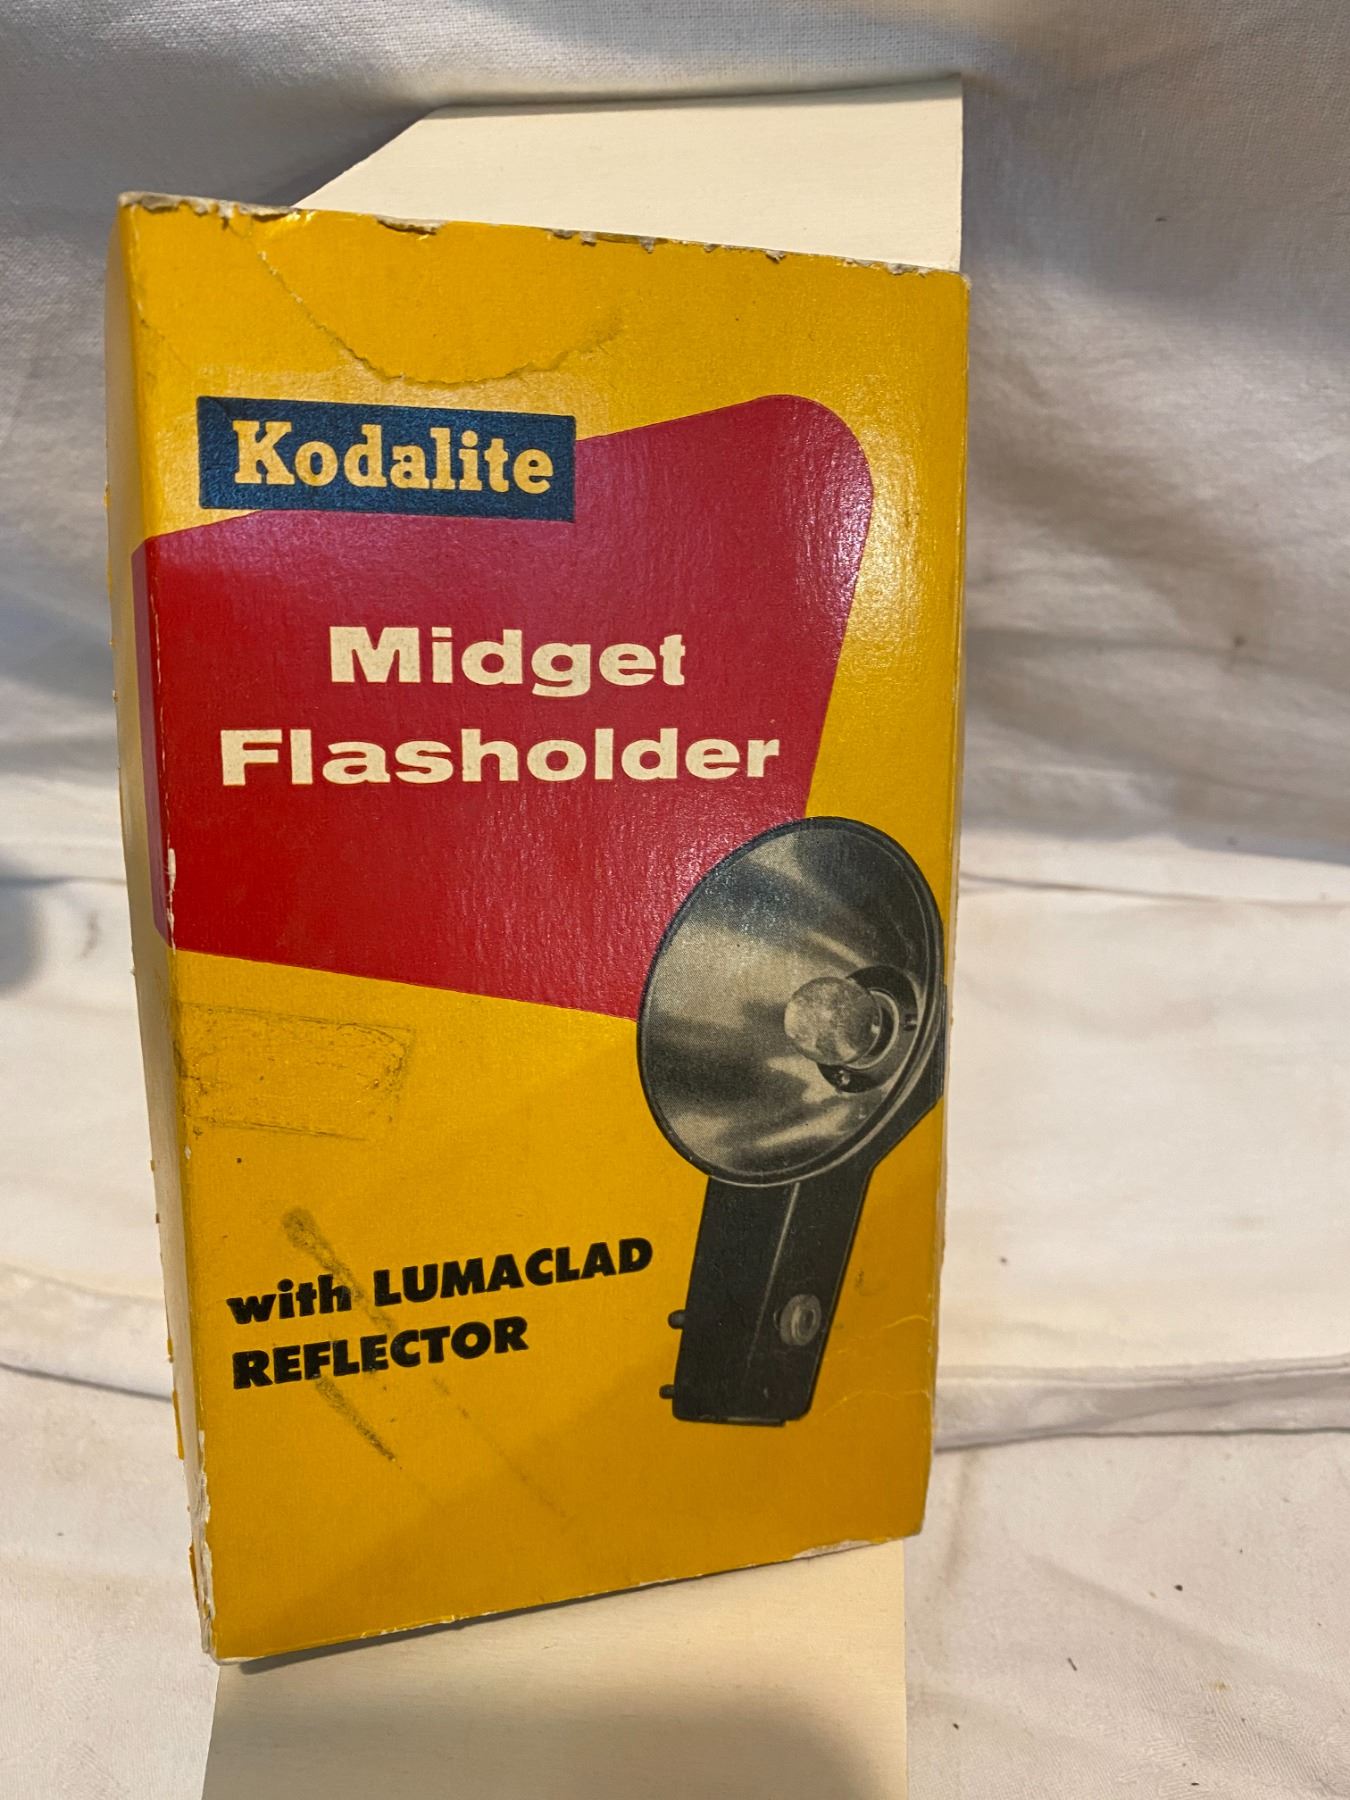 Kodalite
Midget
Flasholder
with LUMACLAD
REFLECTOR